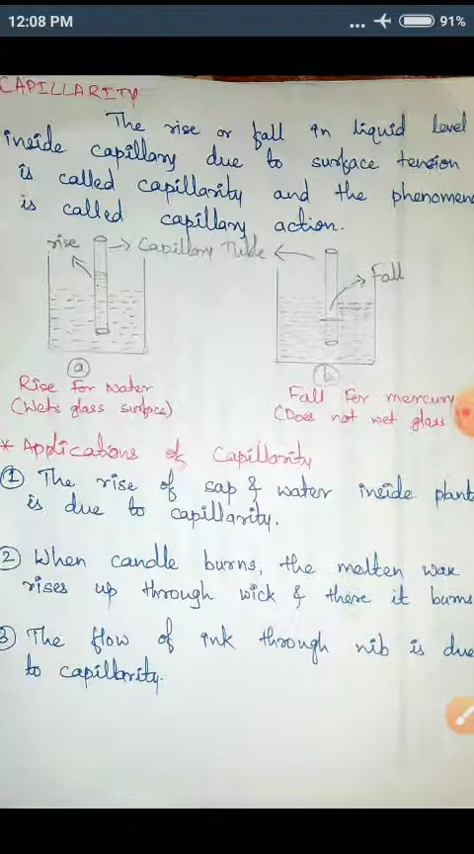 12:08 PM
... 91%
CAPILLARITY
The rise or fall in liquid level
inside capillary due to surface tension
is called capillarity and the phenomen
is called capillary action.
rise → Capillary Tube ←
Fall
a
b
Rise for water
(Wets glass surface)
Fall for mercury
(Does not wet glass
* Applications of Capillarity
① The rise of sap & water inside plant
is due to capillarity.
② When candle burns, the molten wax
rises up through wick & there it burns
3 The flow of ink through nib is due
to capillarity.